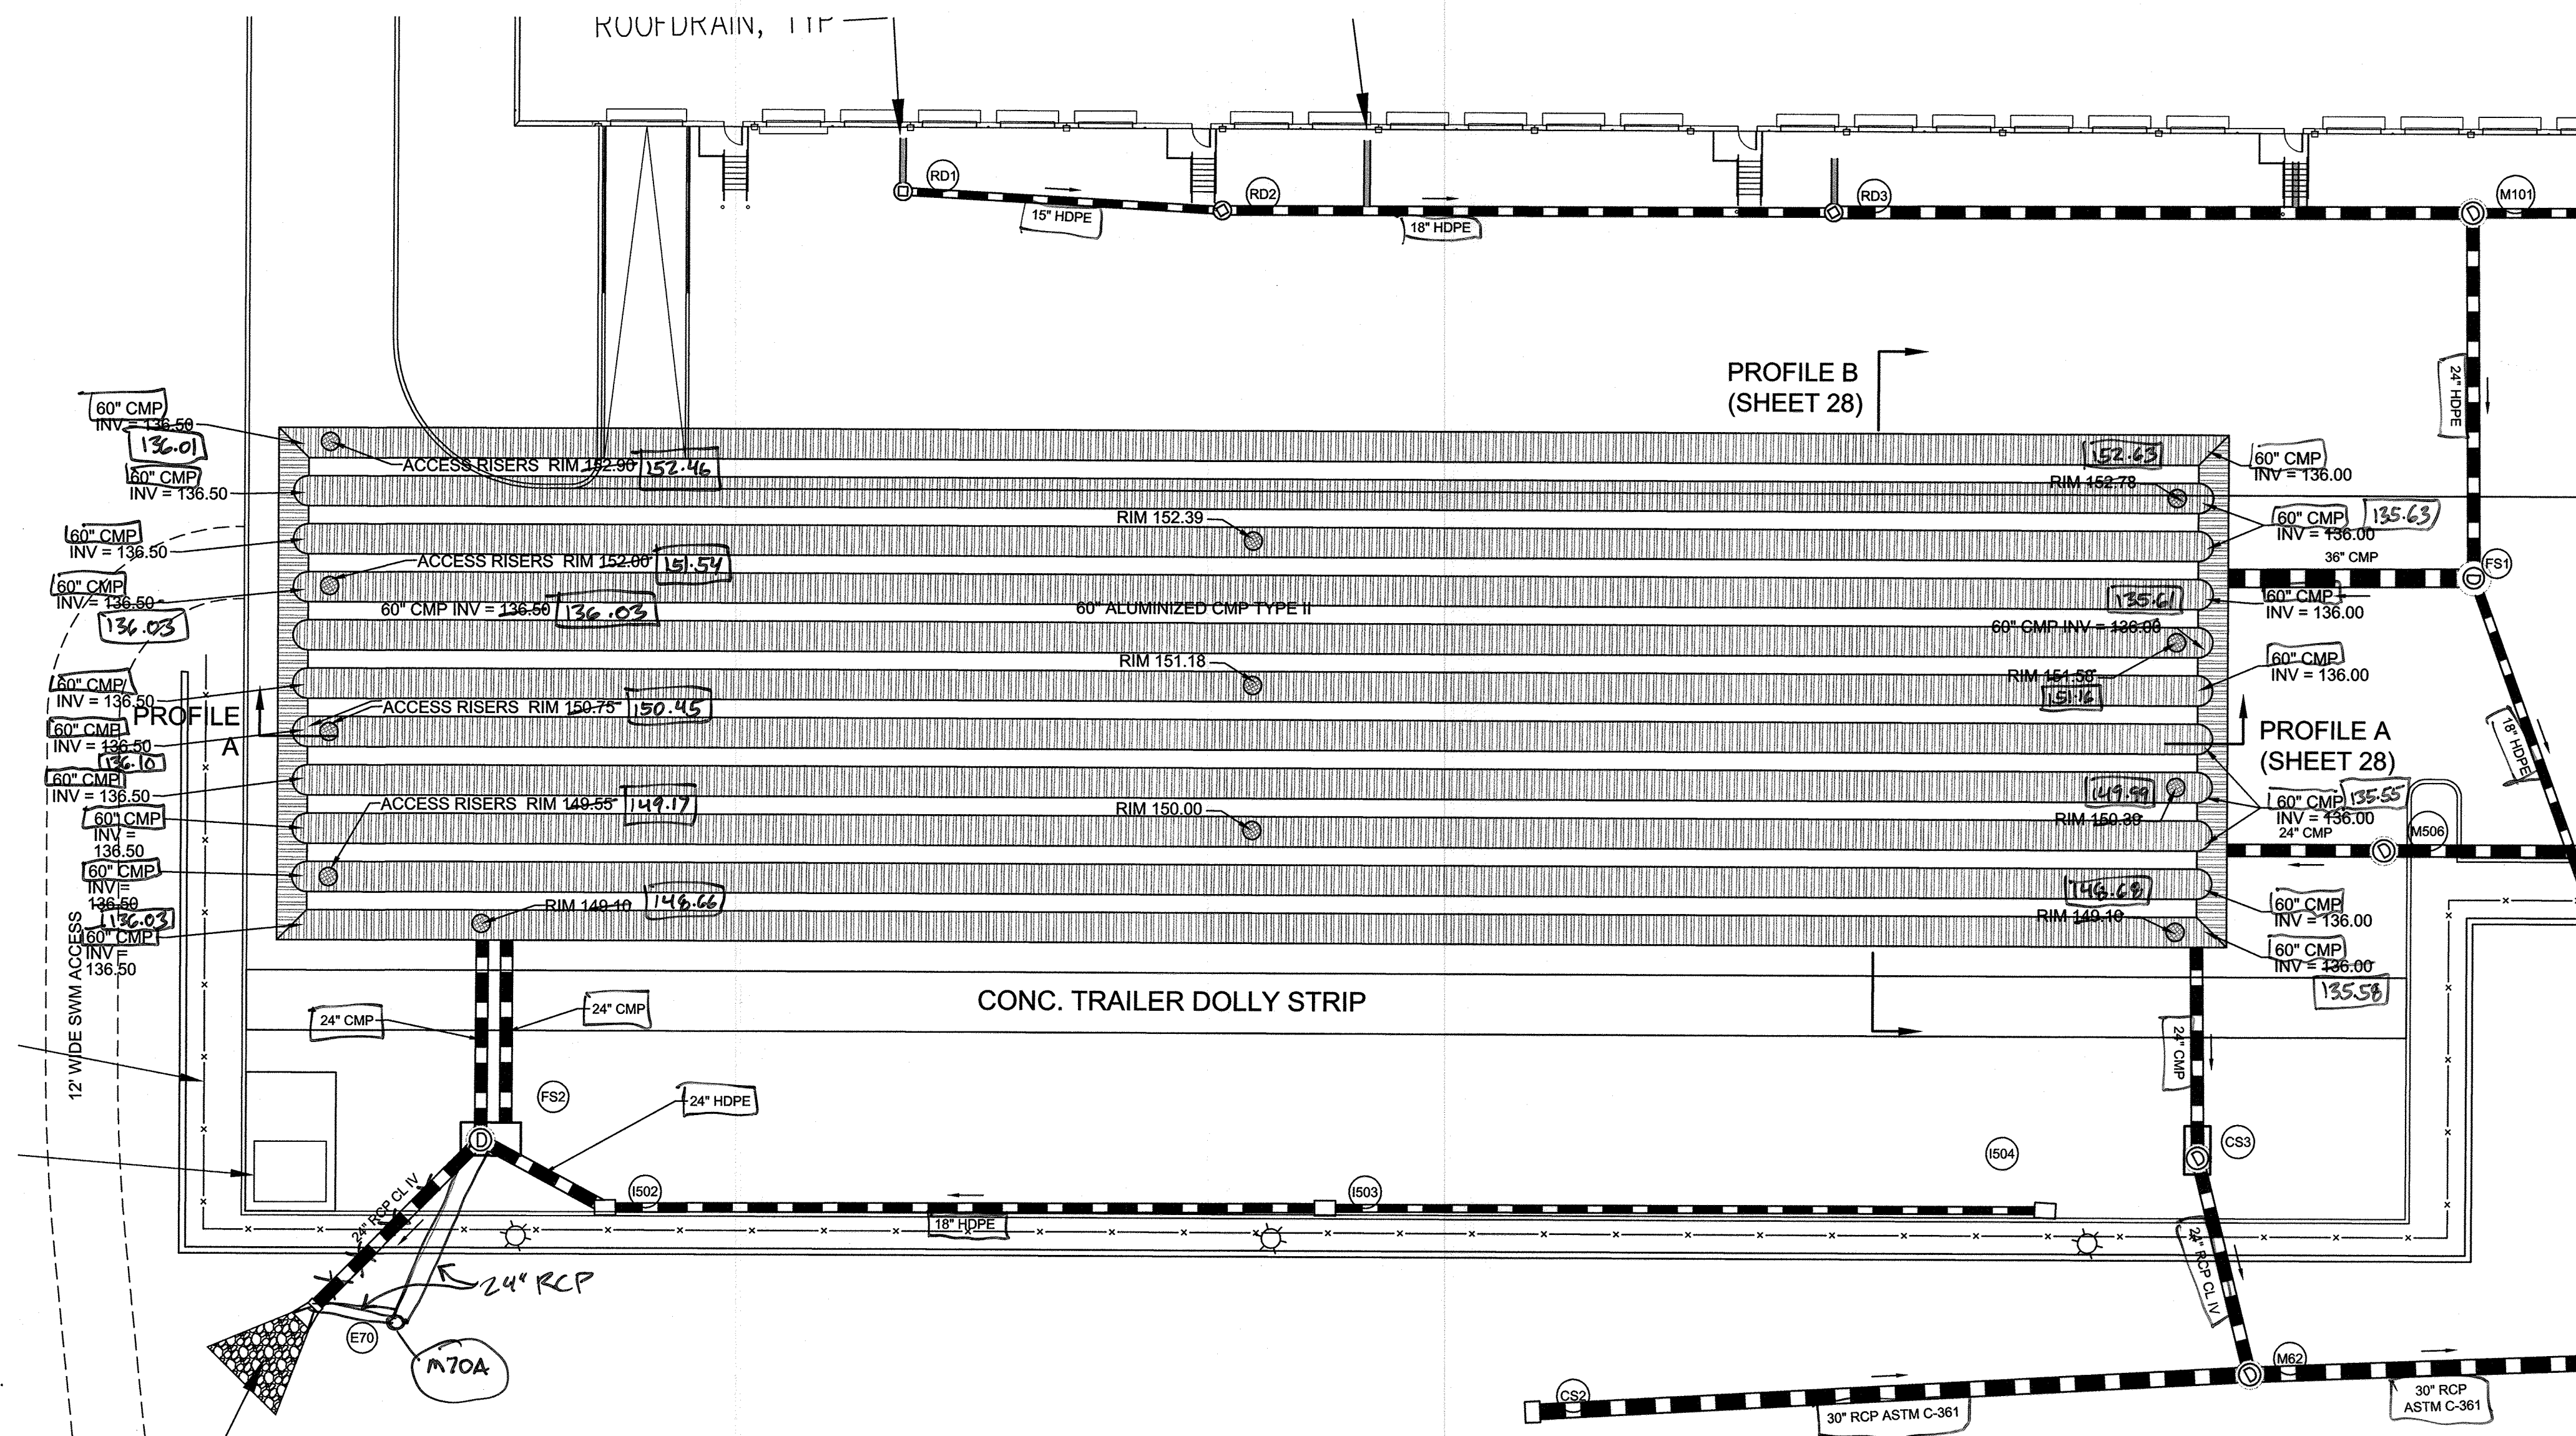 ROOFDRAIN, TYP
RD1
RD2
RD3
M101
15" HDPE
18" HDPE
24" HDPE
PROFILE B
(SHEET 28)
60" CMP
INV = 136.50
136.01
ACCESS RISERS RIM 152.90
152.46
152.63
60" CMP
INV = 136.00
60" CMP
INV = 136.50
RIM 152.78
RIM 152.39
60" CMP
135.63
INV = 136.00
60" CMP
INV = 136.50
ACCESS RISERS RIM 152.00
151.54
36" CMP
FS1
60" CMP
INV = 136.50
136.03
60" CMP INV = 136.50
136.03
60" ALUMINIZED CMP TYPE II
135.61
60" CMP
INV = 136.00
60" CMP INV = 136.00
RIM 151.18
RIM 151.58
151.16
60" CMP
INV = 136.00
60" CMP
INV = 136.50
PROFILE
A
ACCESS RISERS RIM 150.75
150.45
18" HDPE
60" CMP
INV = 136.50
136.10
PROFILE A
(SHEET 28)
60" CMP
INV = 136.50
ACCESS RISERS RIM 149.55
149.17
RIM 150.00
149.99
RIM 150.39
60" CMP
135.55
INV = 136.00
24" CMP
M506
60" CMP
INV =
136.50
60" CMP
INV =
136.50
136.03
RIM 149.10
148.66
148.68
RIM 149.10
60" CMP
INV = 136.00
60" CMP
INV =
136.50
60" CMP
INV = 136.00
135.58
12' WIDE SWM ACCESS
24" CMP
24" CMP
CONC. TRAILER DOLLY STRIP
24" CMP
FS2
24" HDPE
I504
CS3
I502
I503
24" RCP CL IV
18" HDPE
24" RCP CL IV
24" RCP
E70
M70A
M62
CS2
30" RCP ASTM C-361
30" RCP
ASTM C-361